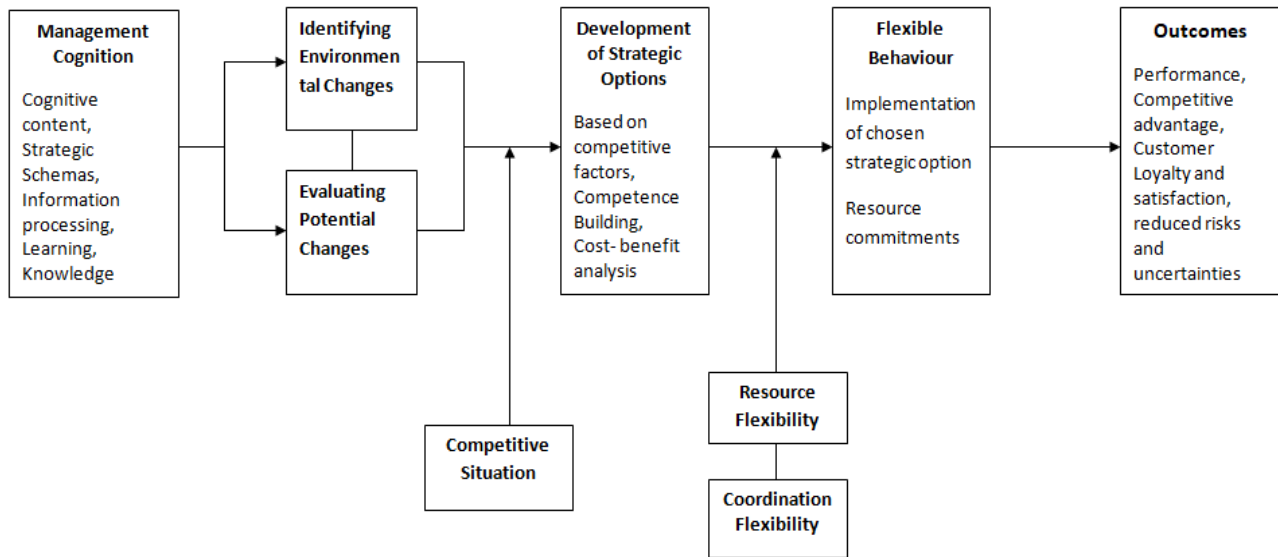 Management
Cognition
Cognitive
content,
Strategic
Schemas,
Information
processing,
Learning,
Knowledge
Identifying
Environmen
tal Changes
Evaluating
Potential
Changes
Development
of Strategic
Options
Based on
competitive
factors,
Competence
Building,
Cost- benefit
analysis
Flexible
Behaviour
Implementation
of chosen
strategic option
Resource
commitments
Outcomes
Performance,
Competitive
advantage,
Customer
Loyalty and
satisfaction,
reduced risks
and
uncertainties
Competitive
Situation
Resource
Flexibility
Coordination
Flexibility